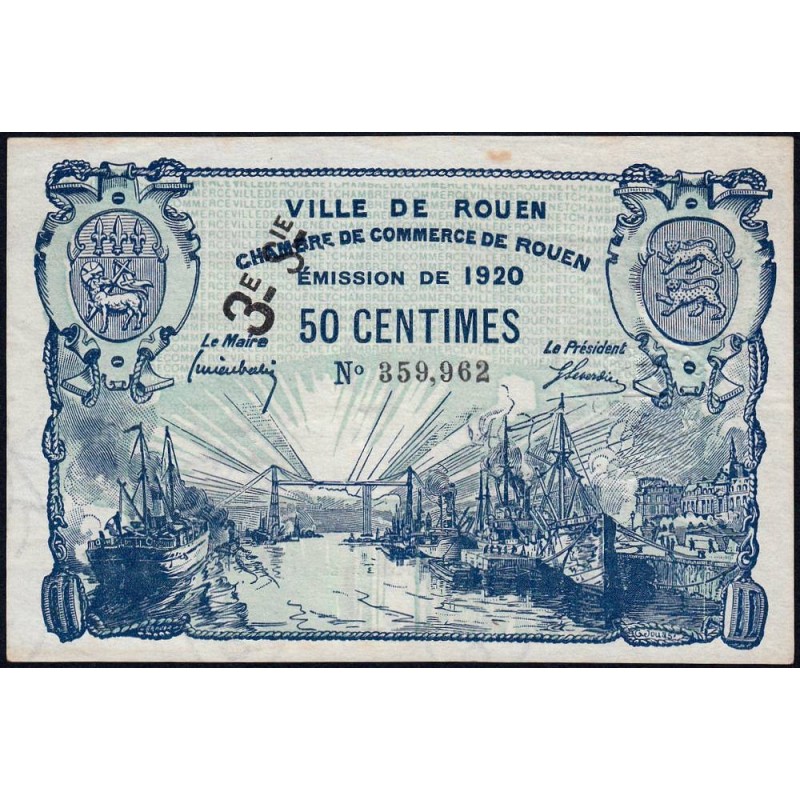 VILLE DE ROUEN
CHAMBRE DE COMMERCE DE ROUEN
ÉMISSION DE 1920
3E SIE
50 CENTIMES
Le Maire
Le Président
No 359,962